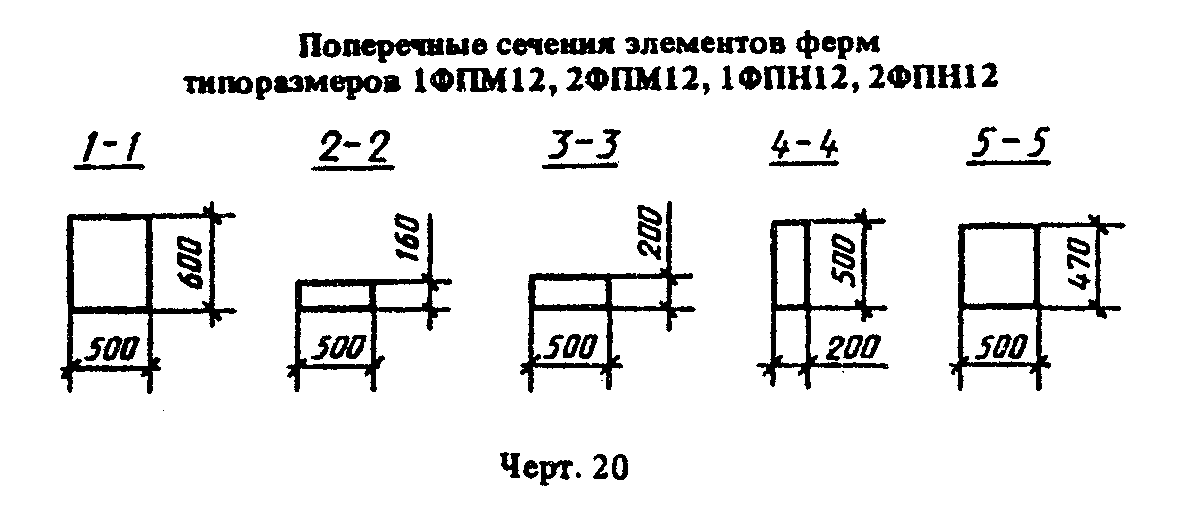 Поперечные сечения элементов ферм
типоразмеров 1ФПМ12, 2ФПМ12, 1ФПН12, 2ФПН12
1-1 2-2 3-3 4-4 5-5
600 160 200 500 470
500 500 500 200 500
Черт. 20